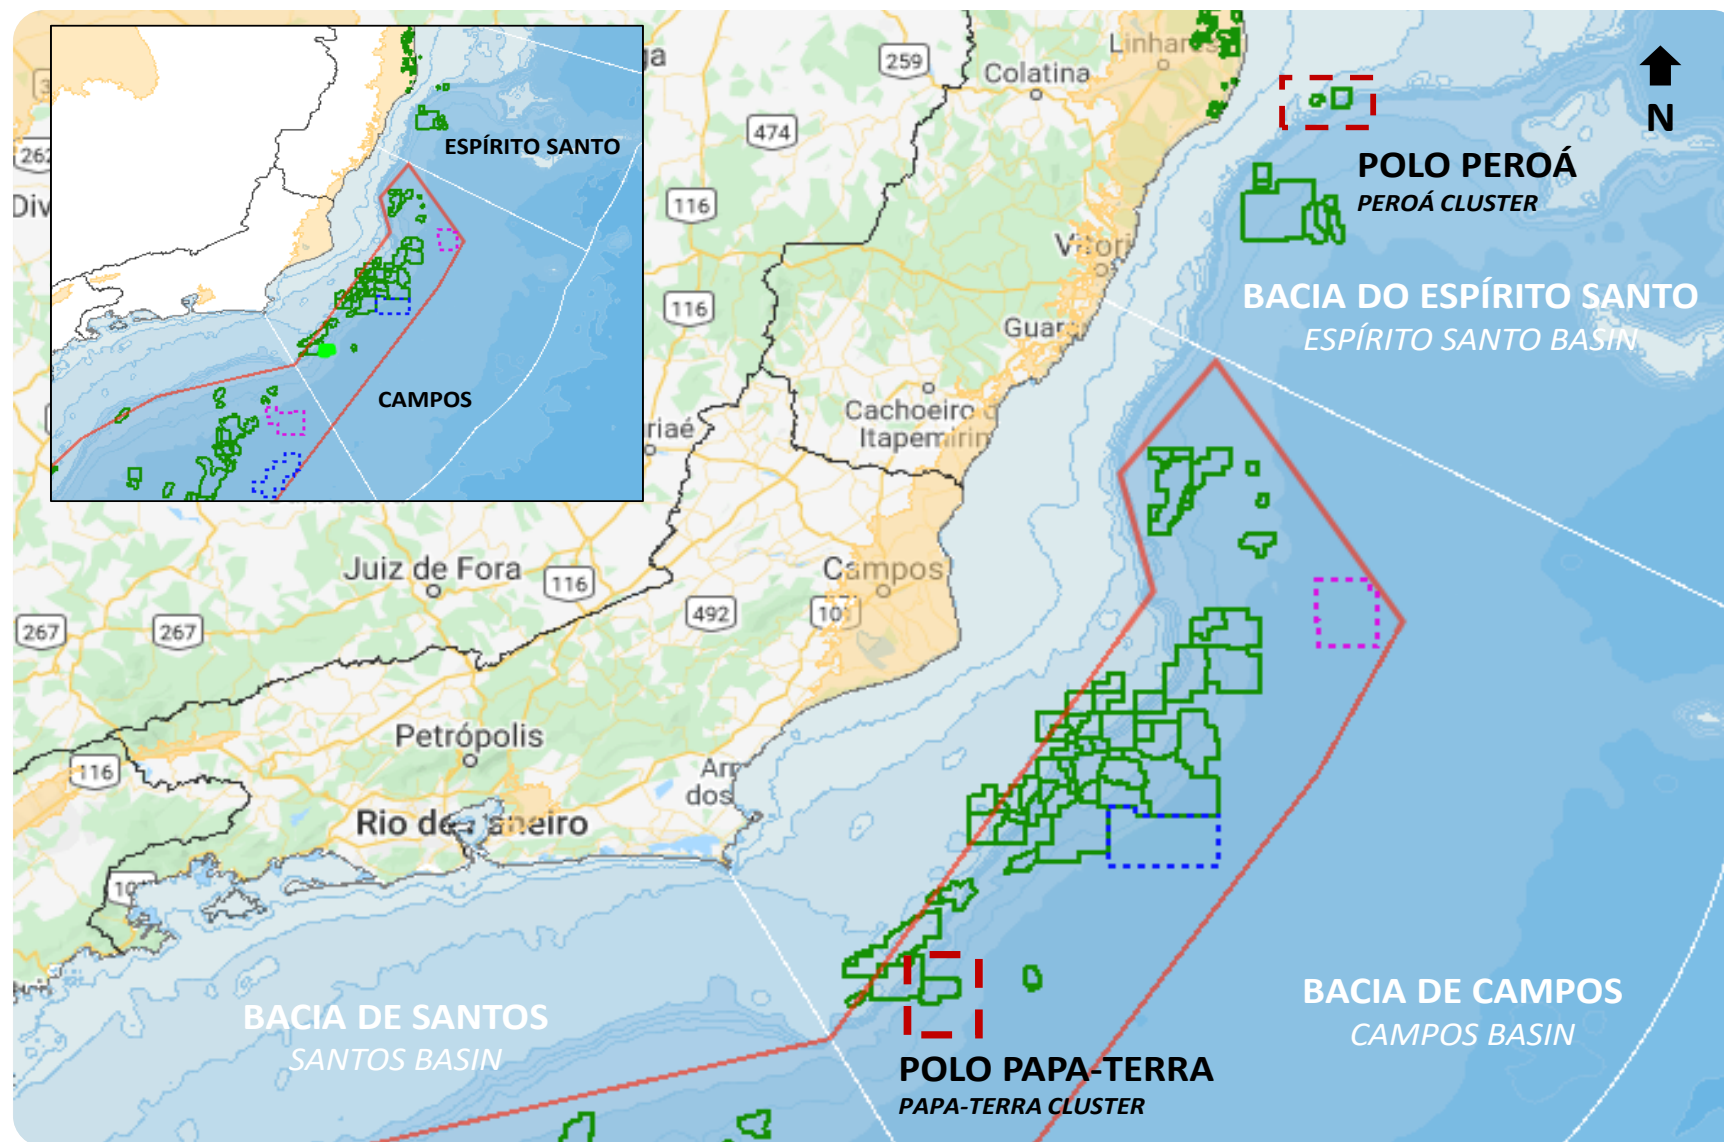 ESPÍRITO SANTO
CAMPOS
259
Colatina
474
116
116
N
POLO PEROÁ
PEROÁ CLUSTER
BACIA DO ESPÍRITO SANTO
ESPÍRITO SANTO BASIN
Cachoeiro
Juiz de Fora
116
492
Campos
267
267
Petrópolis
116
Rio de
BACIA DE SANTOS
SANTOS BASIN
BACIA DE CAMPOS
CAMPOS BASIN
POLO PAPA-TERRA
PAPA-TERRA CLUSTER